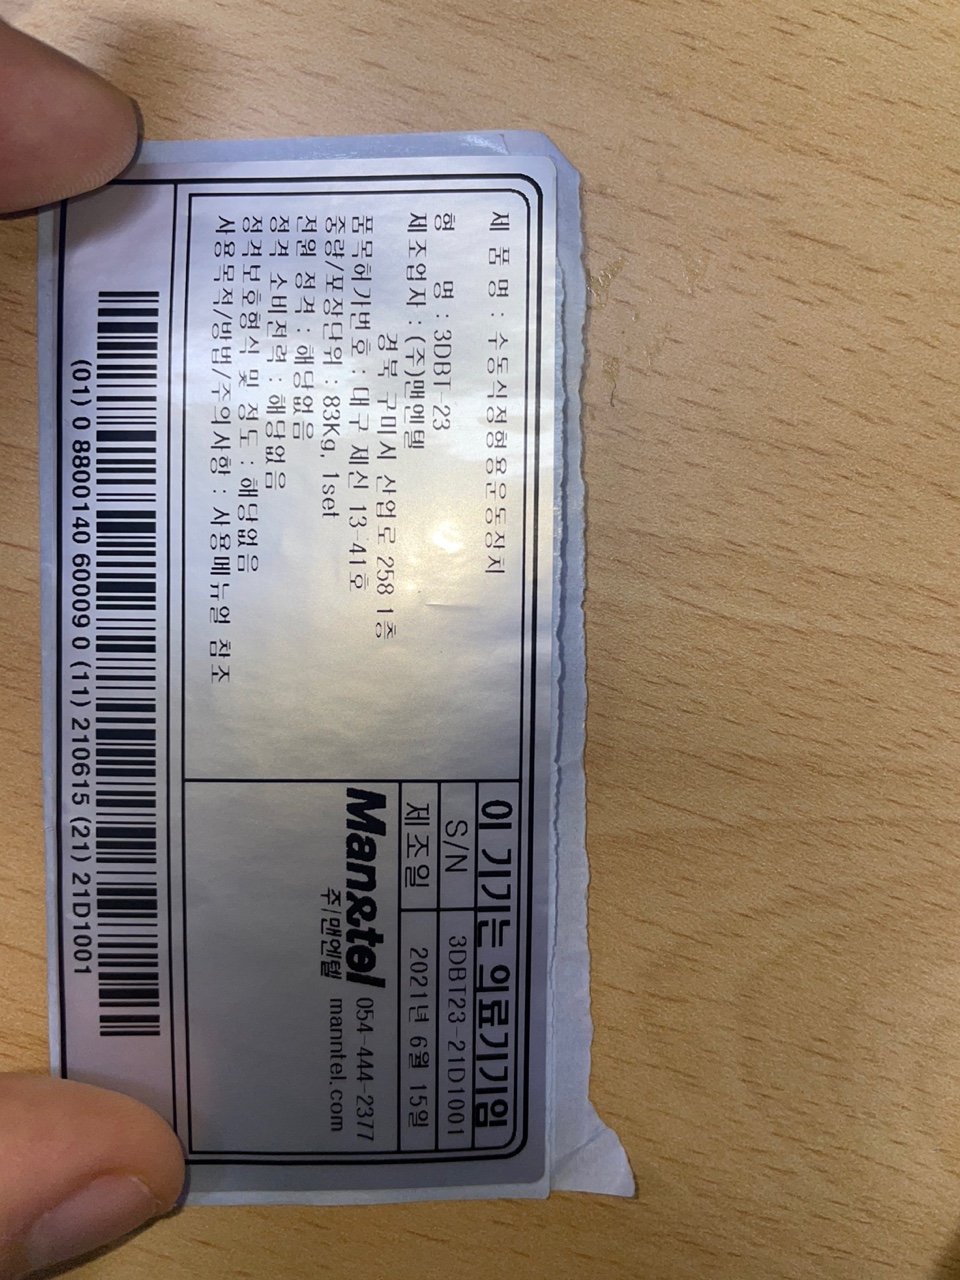 제 품 명 : 수동식정형용운동장치
형 명 : 3DBT-23
제조업자 : (주)맨엔텔
경북 구미시 산업로 258 1층
품목허가번호 : 대구 제신 13-41호
중량/포장단위 : 83Kg, 1set
전원 정격 : 해당없음
정격 소비전력 : 해당없음
정격보호형식 및 정도 : 해당없음
사용목적/방법/주의사항 : 사용메뉴얼 참조
이 기기는 의료기기임
S/N 3DBT23-21D1001
제조일 2021년 6월 15일
Man&tel 054-444-2377
주)맨엔텔 manntel.com
(01) 0 8800140 60009 0 (11) 210615 (21) 21D1001